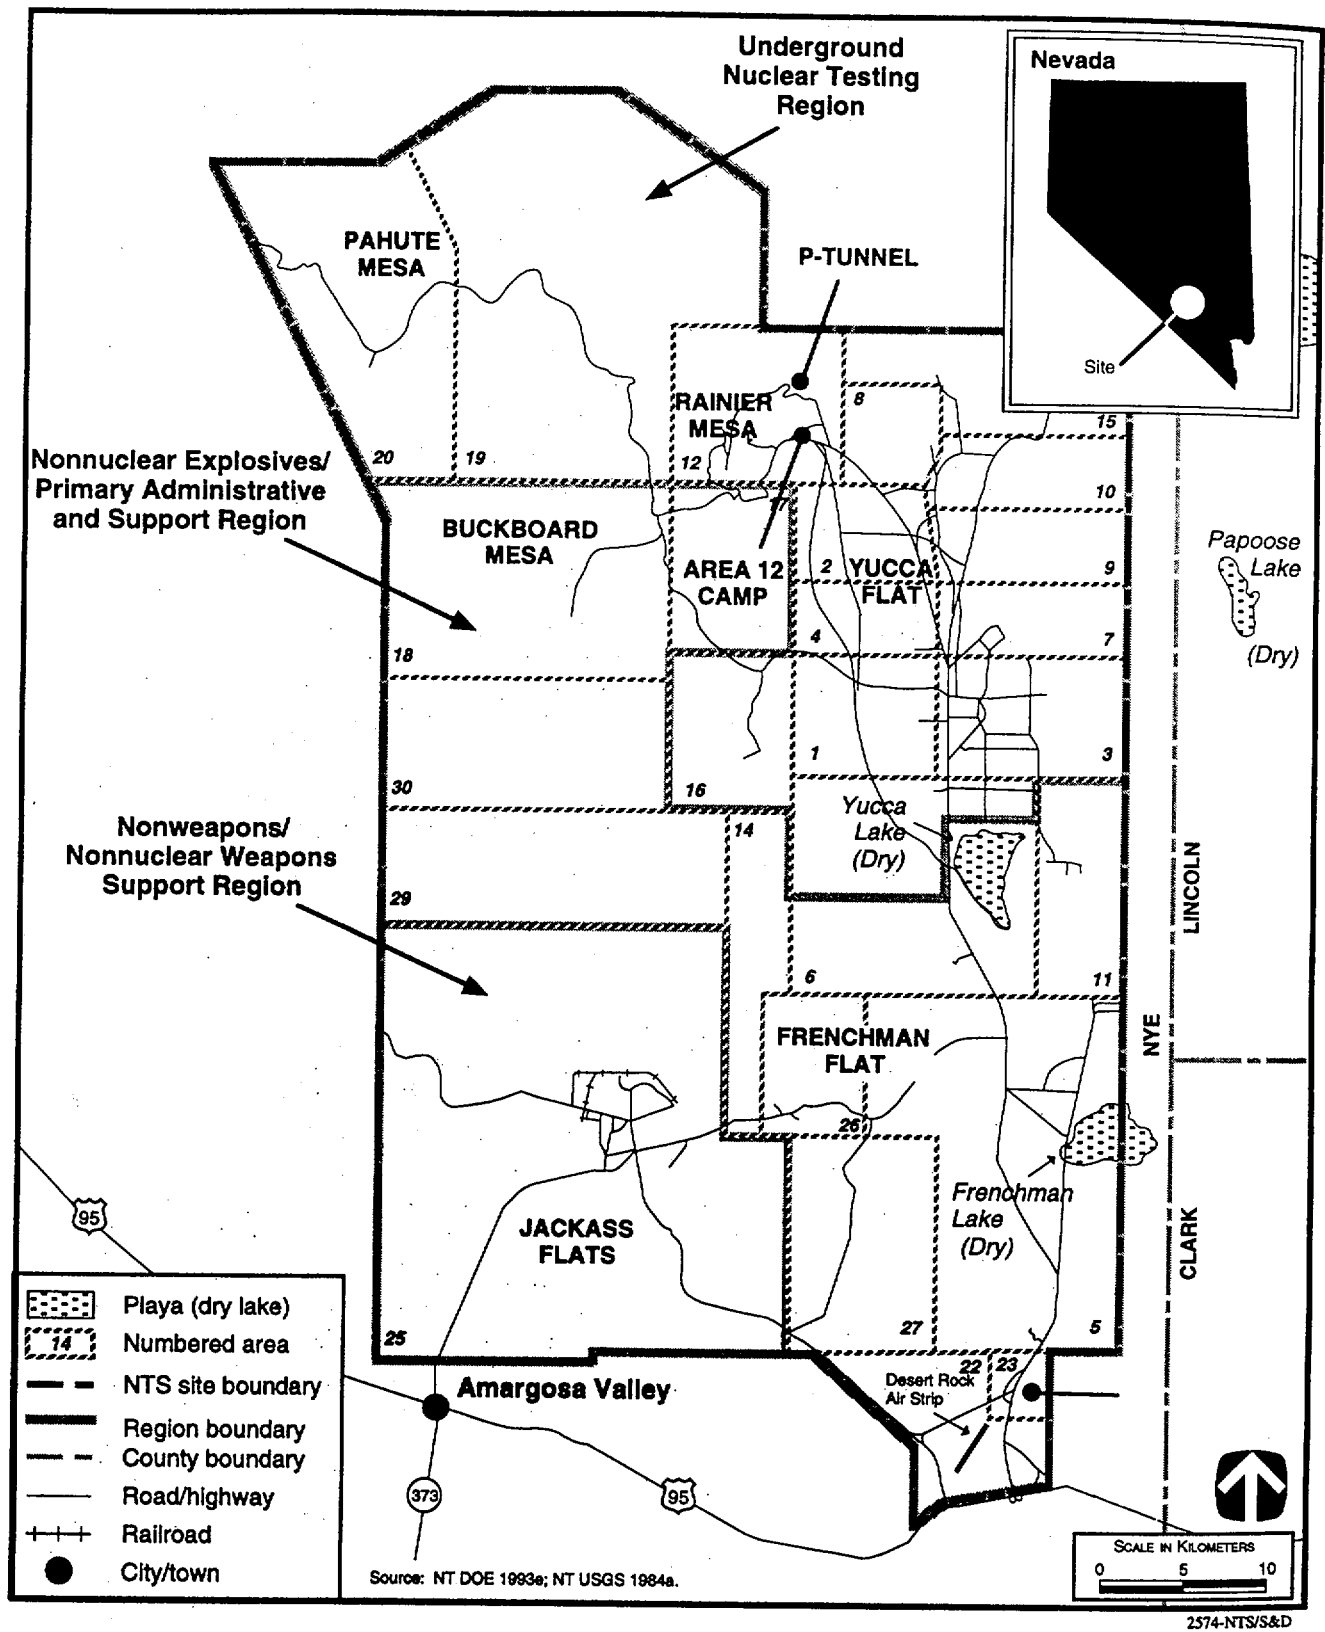 Underground
Nuclear Testing
Region
Nevada
Site
PAHUTE
MESA
P-TUNNEL
RAINIER
MESA
8
15
20
19
12
10
Nonnuclear Explosives/
Primary Administrative
and Support Region
BUCKBOARD
MESA
17
AREA 12
CAMP
2
YUCCA
FLAT
9
Papoose
Lake
(Dry)
18
4
7
30
16
1
3
Yucca
Lake
(Dry)
14
Nonweapons/
Nonnuclear Weapons
Support Region
29
LINCOLN
6
11
NYE
FRENCHMAN
FLAT
26
Frenchman
Lake
(Dry)
95
JACKASS
FLATS
CLARK
25
27
5
22
23
Desert Rock
Air Strip
Amargosa Valley
373
95
Playa (dry lake)
14
Numbered area
NTS site boundary
Region boundary
County boundary
Road/highway
Railroad
City/town
Source: NT DOE 1993e; NT USGS 1984a.
SCALE IN KILOMETERS
0 5 10
2574-NTS/S&D